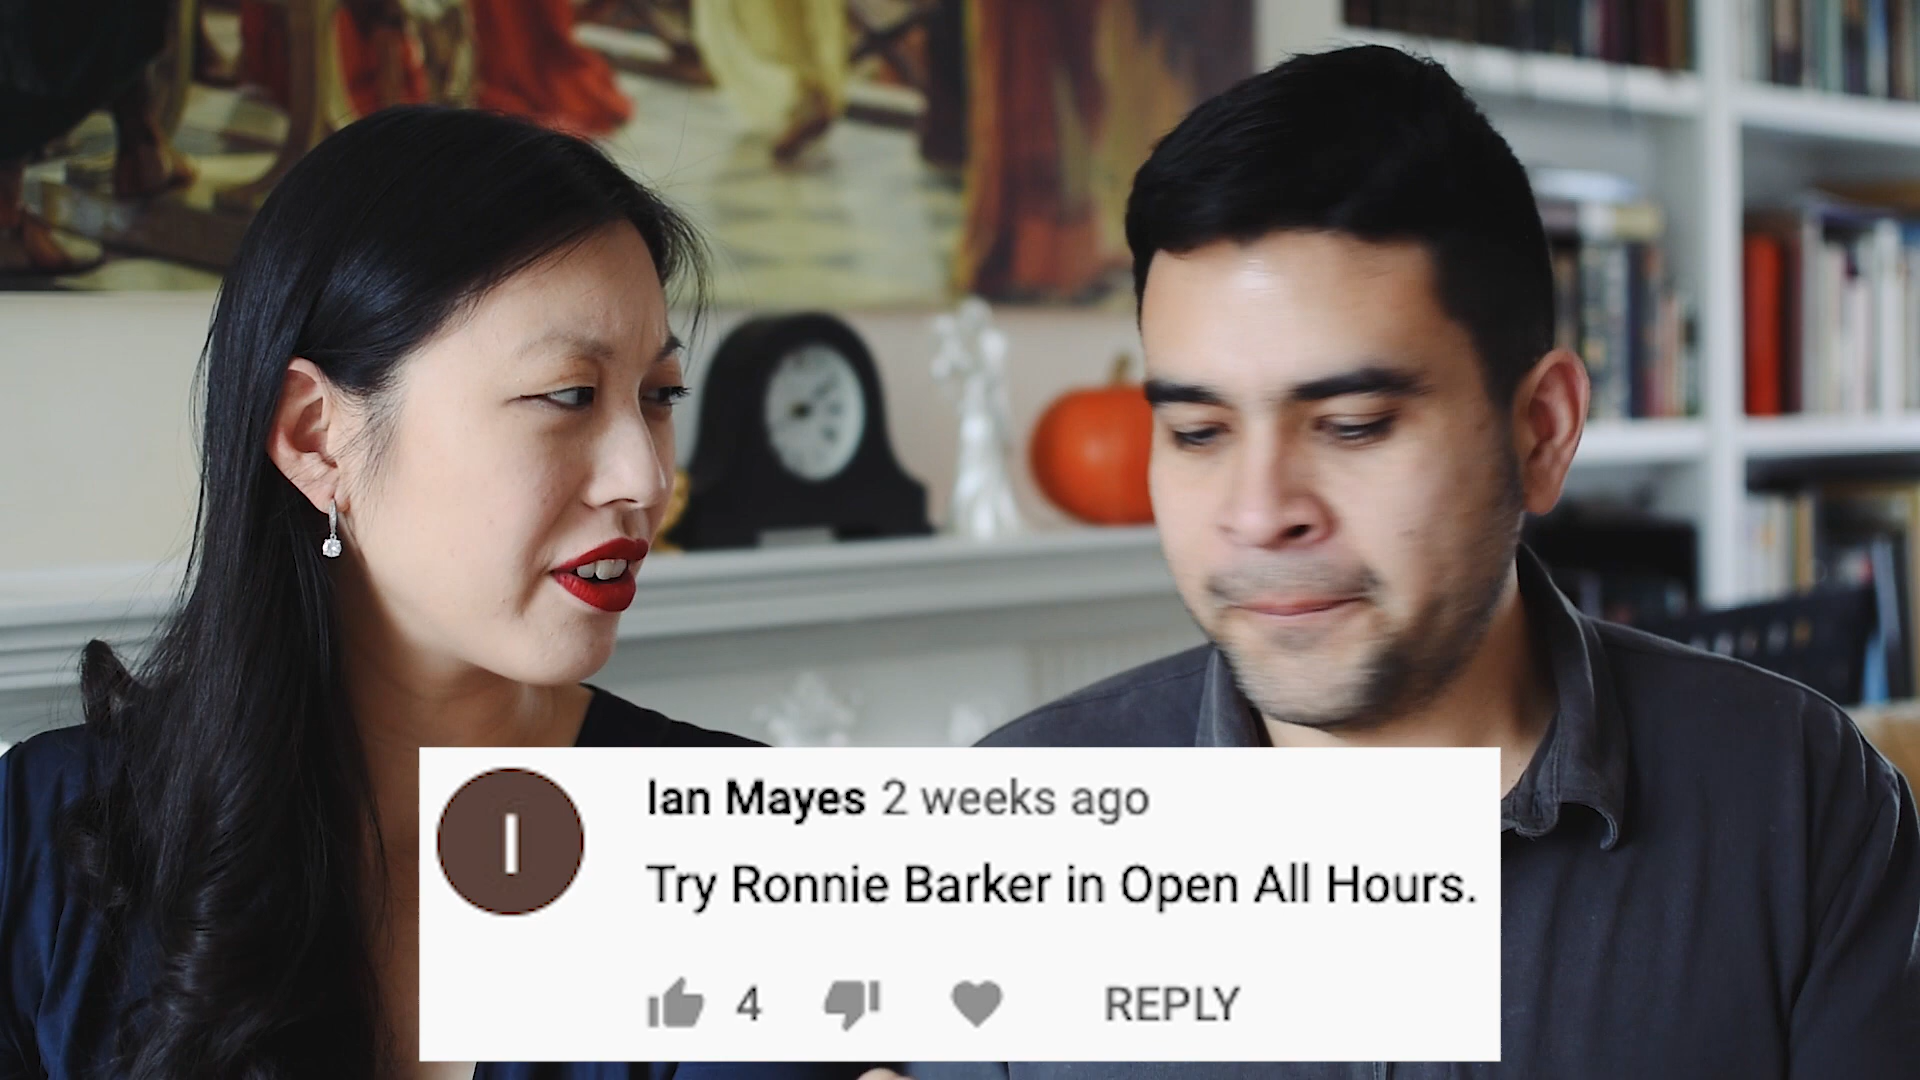 I
Ian Mayes 2 weeks ago
Try Ronnie Barker in Open All Hours.
4 REPLY